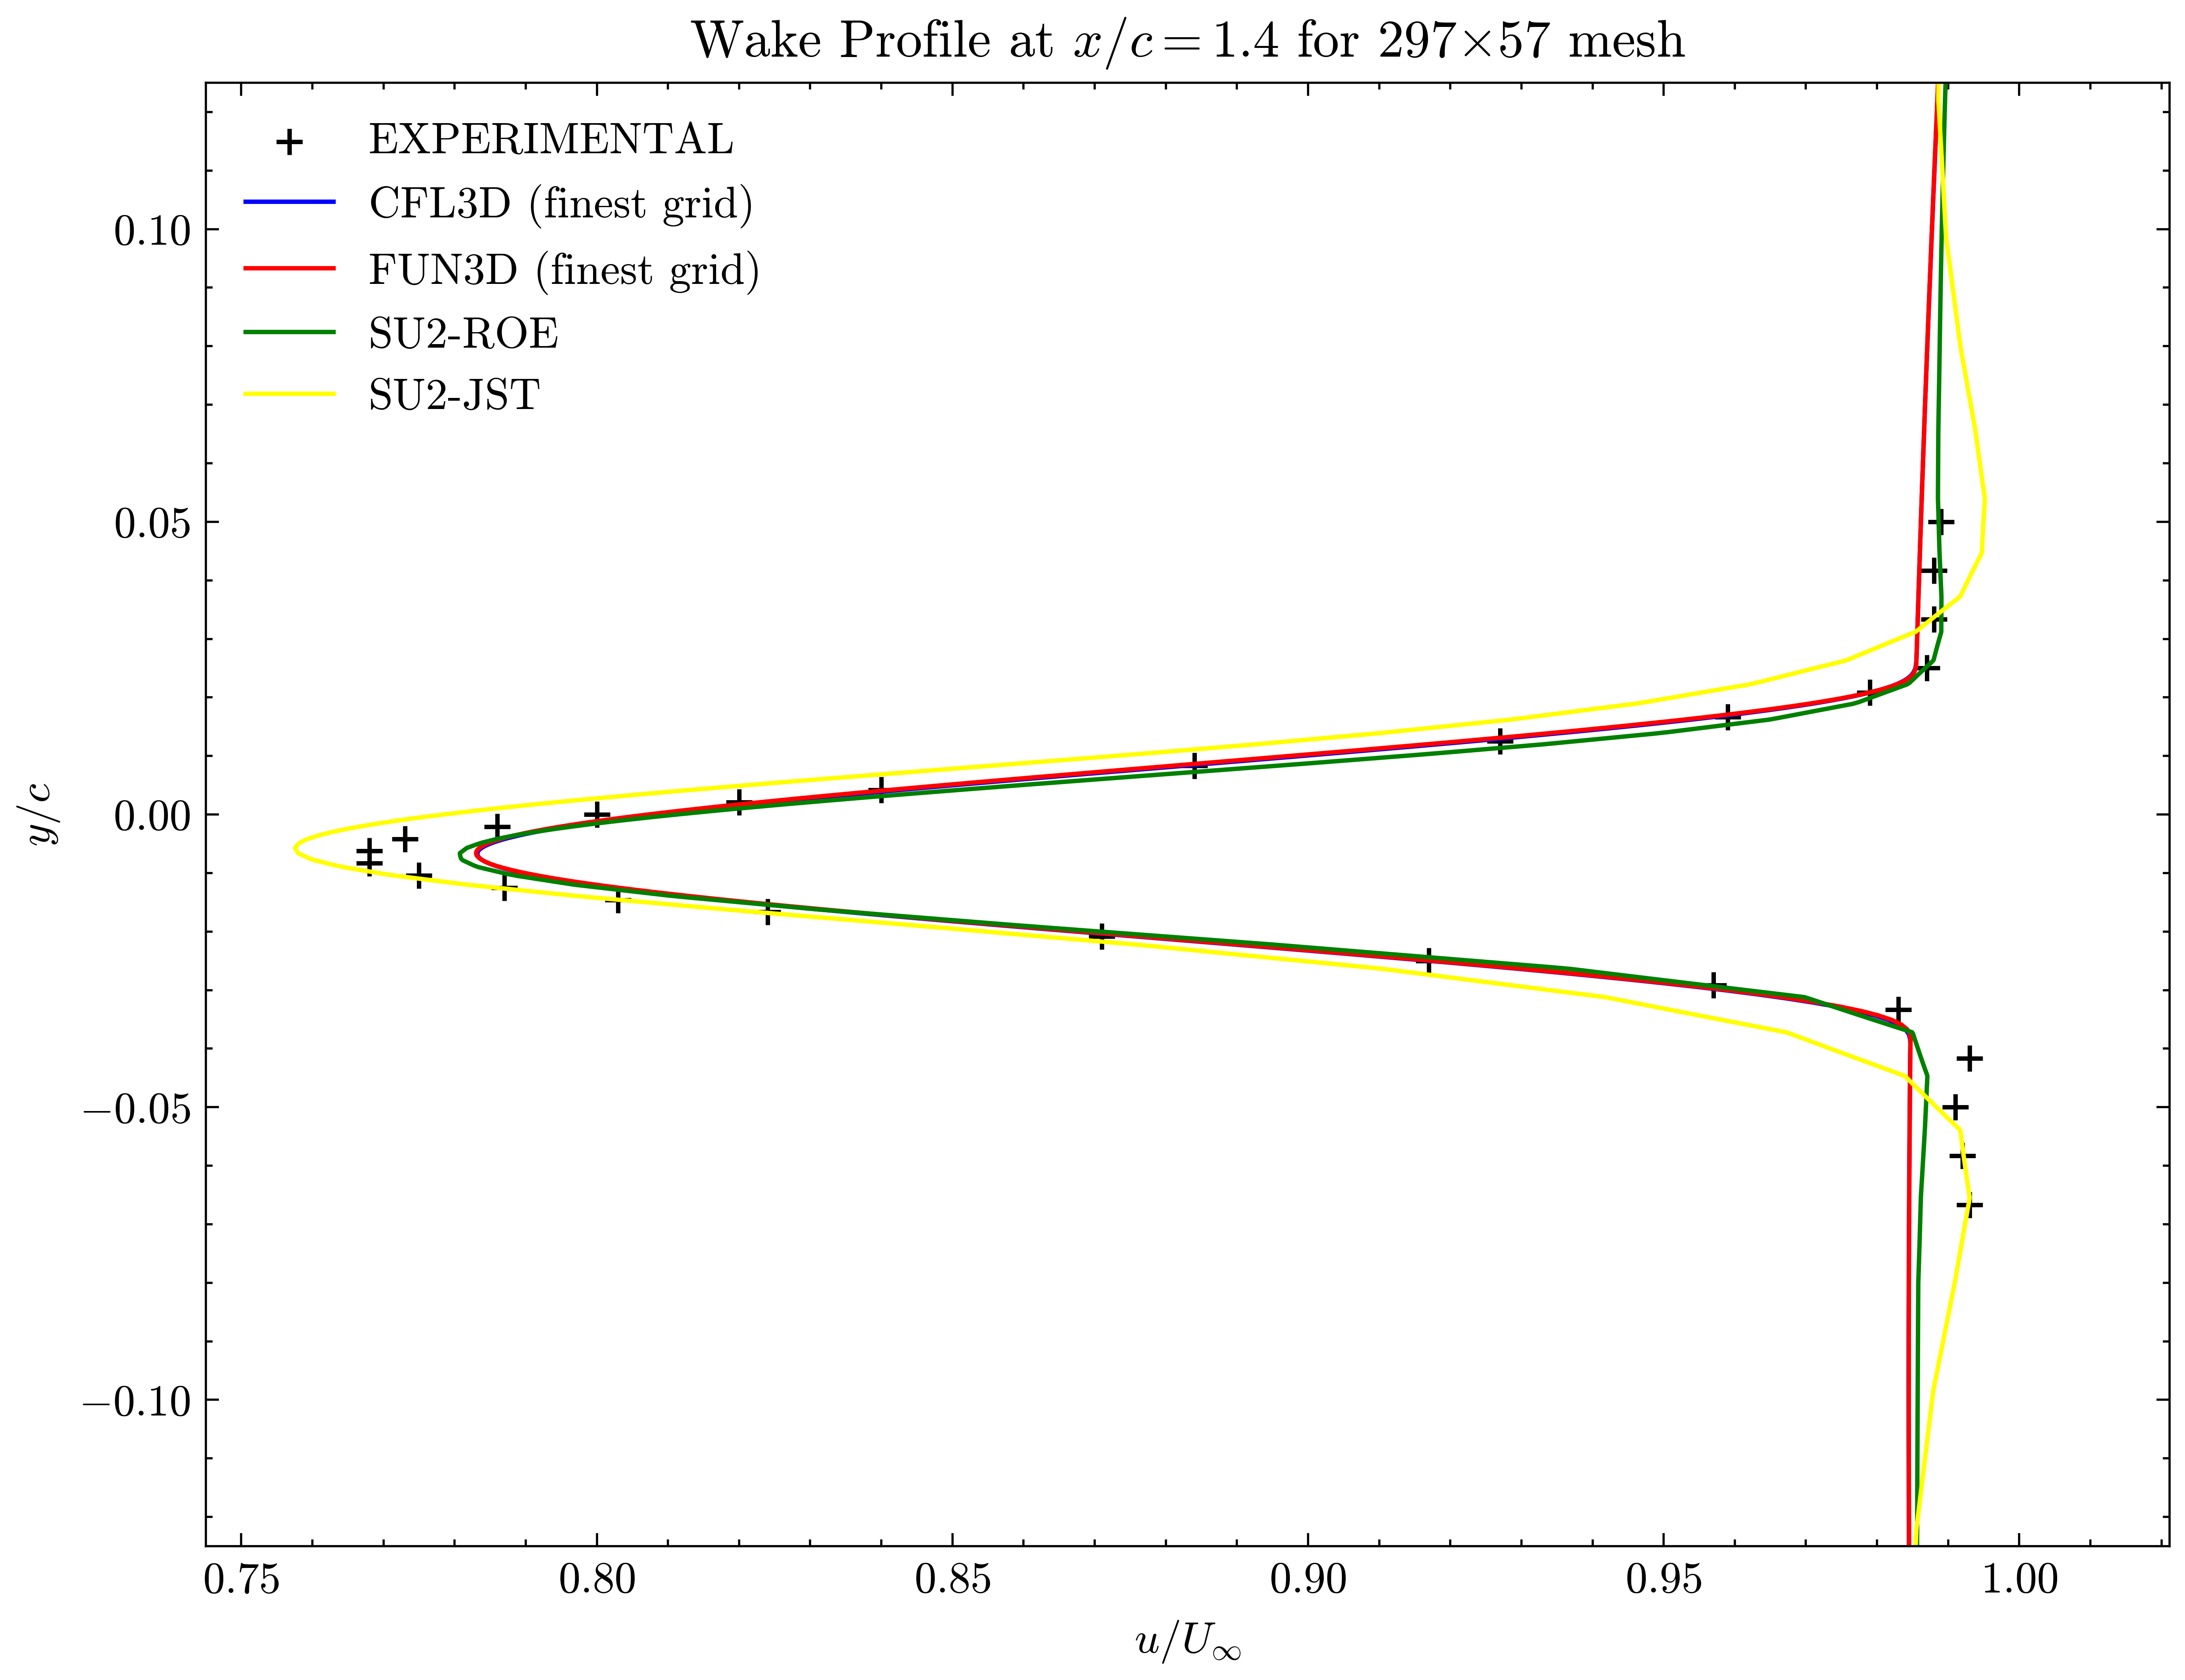 Wake Profile at x/c = 1.4 for 297×57 mesh
EXPERIMENTAL
CFL3D (finest grid)
FUN3D (finest grid)
SU2-ROE
SU2-JST
0.10
0.05
0.00
−0.05
−0.10
y/c
0.75 0.80 0.85 0.90 0.95 1.00
u/U∞